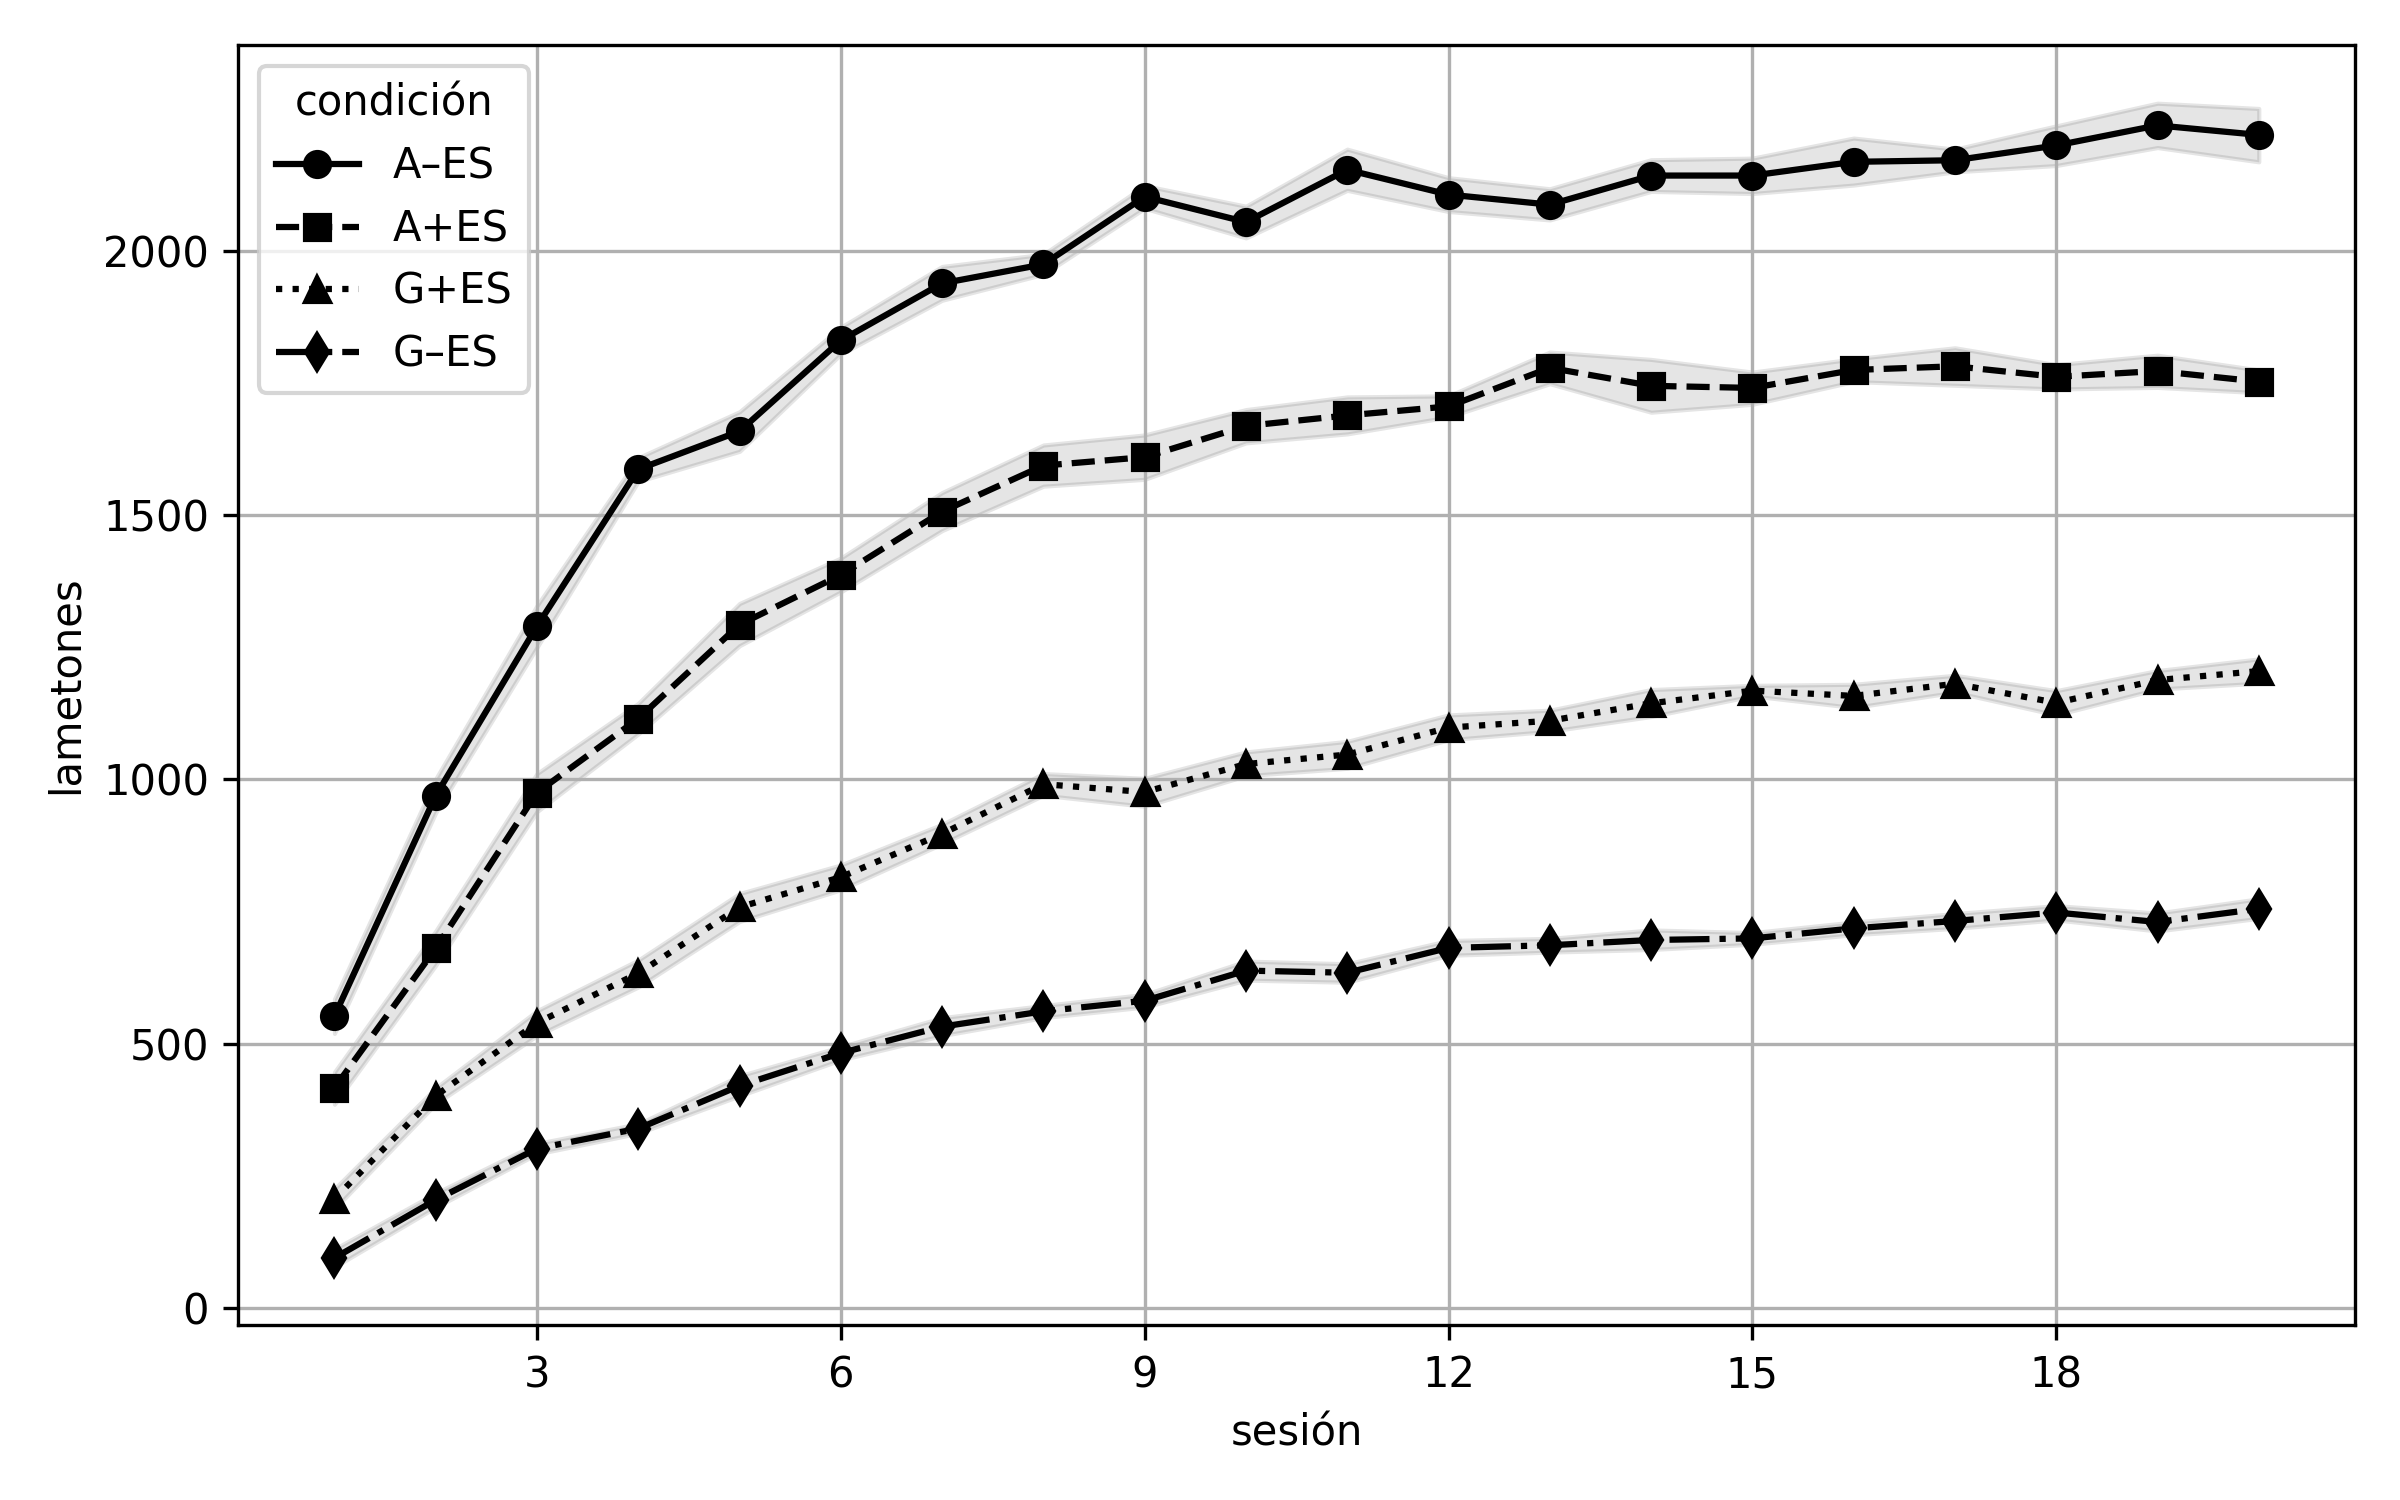 condición
A–ES
A+ES
G+ES
G–ES
lametones
2000
1500
1000
500
0
3 6 9 12 15 18
sesión